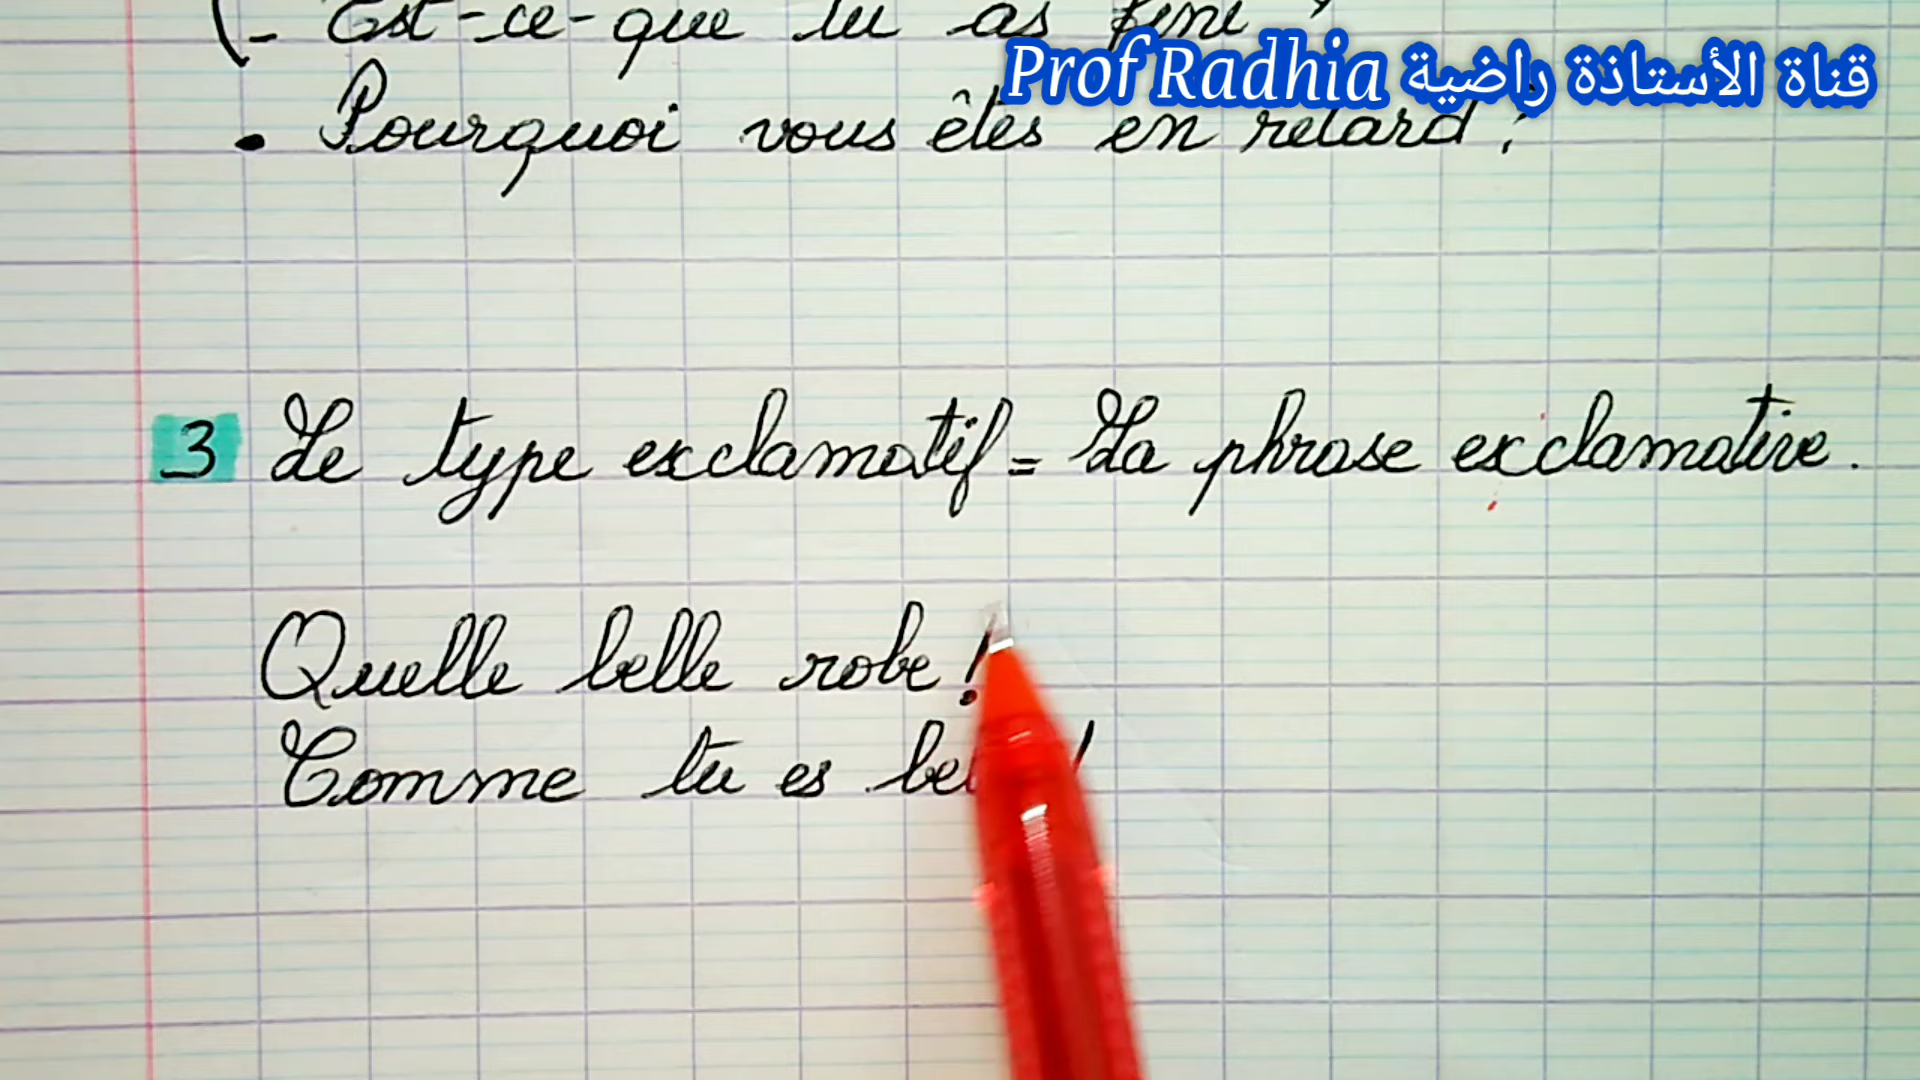 - Est-ce-que tu as fini ?
Prof Radhia قناة الأستاذة راضية
• Pourquoi vous êtes en retard ?
3 Le type exclamatif = La phrase exclamative.
Quelle belle robe !
Comme tu es !